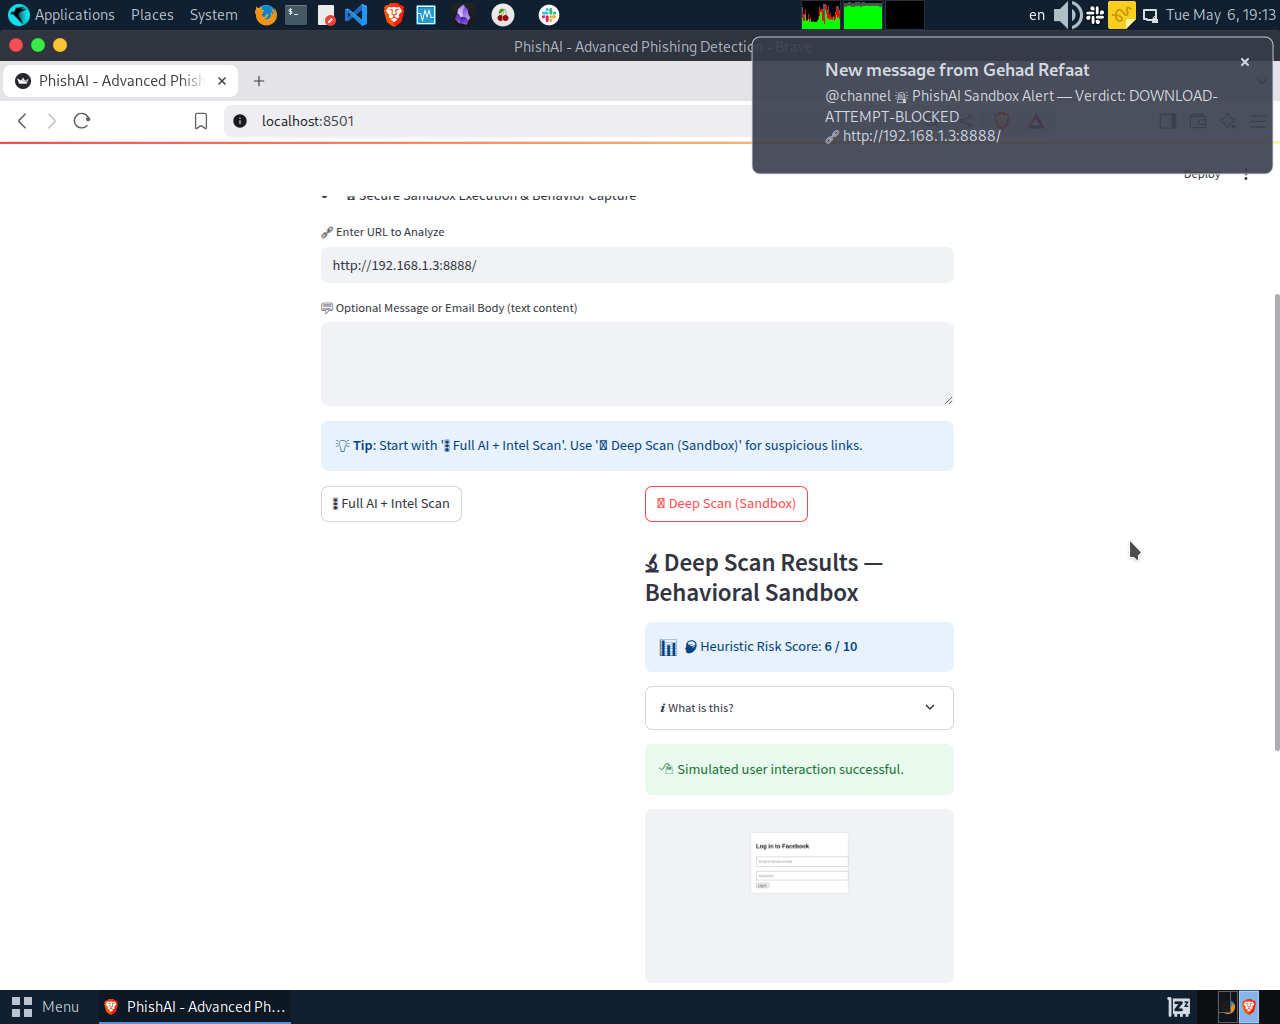 Applications Places System
en
Tue May 6, 19:13
PhishAI - Advanced Phishing Detection - Brave
PhishAI - Advanced Phish
localhost:8501
New message from Gehad Refaat
@channel 🚨 PhishAI Sandbox Alert — Verdict: DOWNLOAD-
ATTEMPT-BLOCKED
🔗 http://192.168.1.3:8888/
Deploy
Secure Sandbox Execution & Behavior Capture
🔗 Enter URL to Analyze
http://192.168.1.3:8888/
💬 Optional Message or Email Body (text content)
💡 Tip: Start with '🚦 Full AI + Intel Scan'. Use ' Deep Scan (Sandbox)' for suspicious links.
🚦 Full AI + Intel Scan
Deep Scan (Sandbox)
🔬 Deep Scan Results —
Behavioral Sandbox
📊 🧠 Heuristic Risk Score: 6 / 10
ℹ What is this?
🖱 Simulated user interaction successful.
Log in to Facebook
Password
Log In
Menu
PhishAI - Advanced Ph...